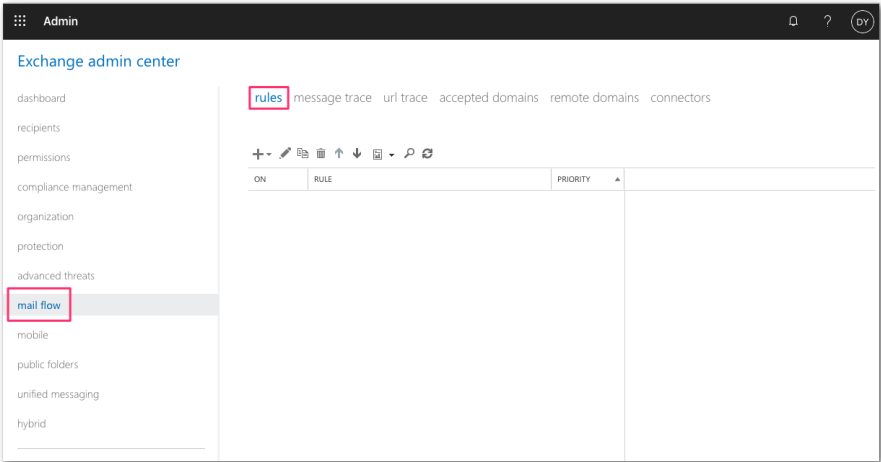 Admin
? DY
Exchange admin center
dashboard
recipients
permissions
compliance management
organization
protection
advanced threats
mail flow
mobile
public folders
unified messaging
hybrid
rules message trace url trace accepted domains remote domains connectors
ON RULE PRIORITY